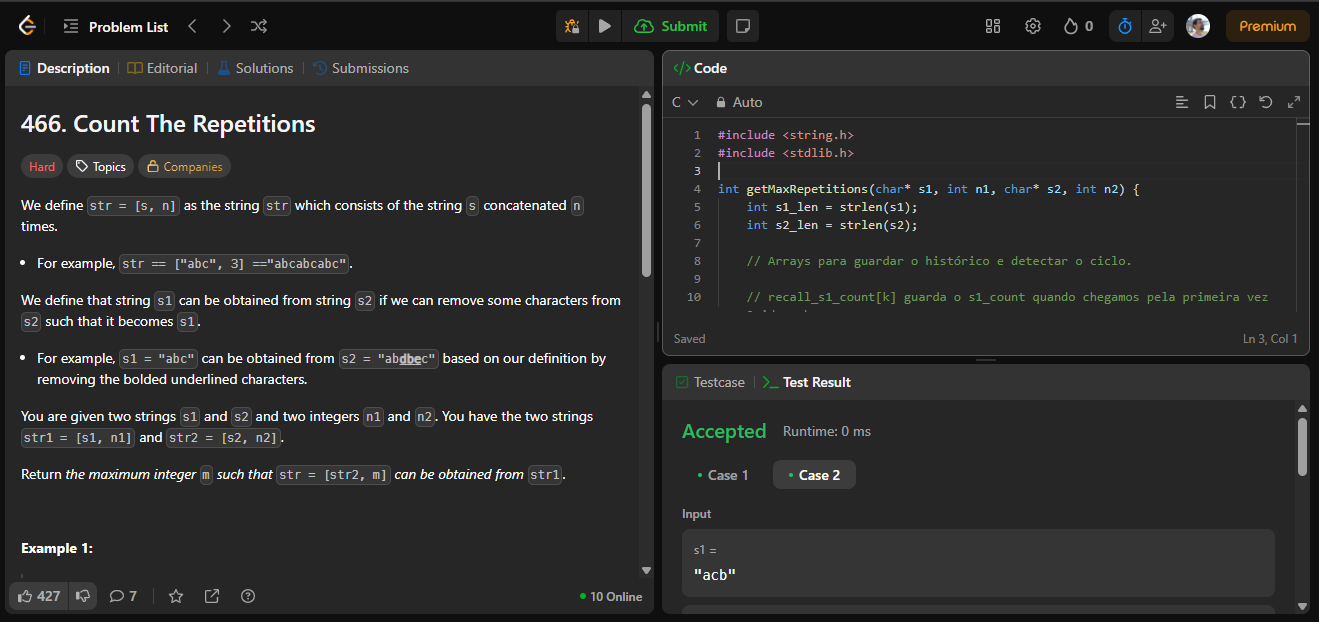 Problem List
Submit
0
Premium
Description
Editorial
Solutions
Submissions
466. Count The Repetitions
Hard
Topics
Companies
We define str = [s, n] as the string str which consists of the string s concatenated n
times.
• For example, str == ["abc", 3] =="abcabcabc".
We define that string s1 can be obtained from string s2 if we can remove some characters from
s2 such that it becomes s1.
• For example, s1 = "abc" can be obtained from s2 = "abdbec" based on our definition by
removing the bolded underlined characters.
You are given two strings s1 and s2 and two integers n1 and n2. You have the two strings
str1 = [s1, n1] and str2 = [s2, n2].
Return the maximum integer m such that str = [str2, m] can be obtained from str1.
Example 1:
427
7
10 Online
</> Code
C
Auto
1 #include <string.h>
2 #include <stdlib.h>
3
4 int getMaxRepetitions(char* s1, int n1, char* s2, int n2) {
5 int s1_len = strlen(s1);
6 int s2_len = strlen(s2);
7
8 // Arrays para guardar o histórico e detectar o ciclo.
9
10 // recall_s1_count[k] guarda o s1_count quando chegamos pela primeira vez
Saved
Ln 3, Col 1
Testcase
>_ Test Result
Accepted
Runtime: 0 ms
• Case 1
• Case 2
Input
s1 =
"acb"